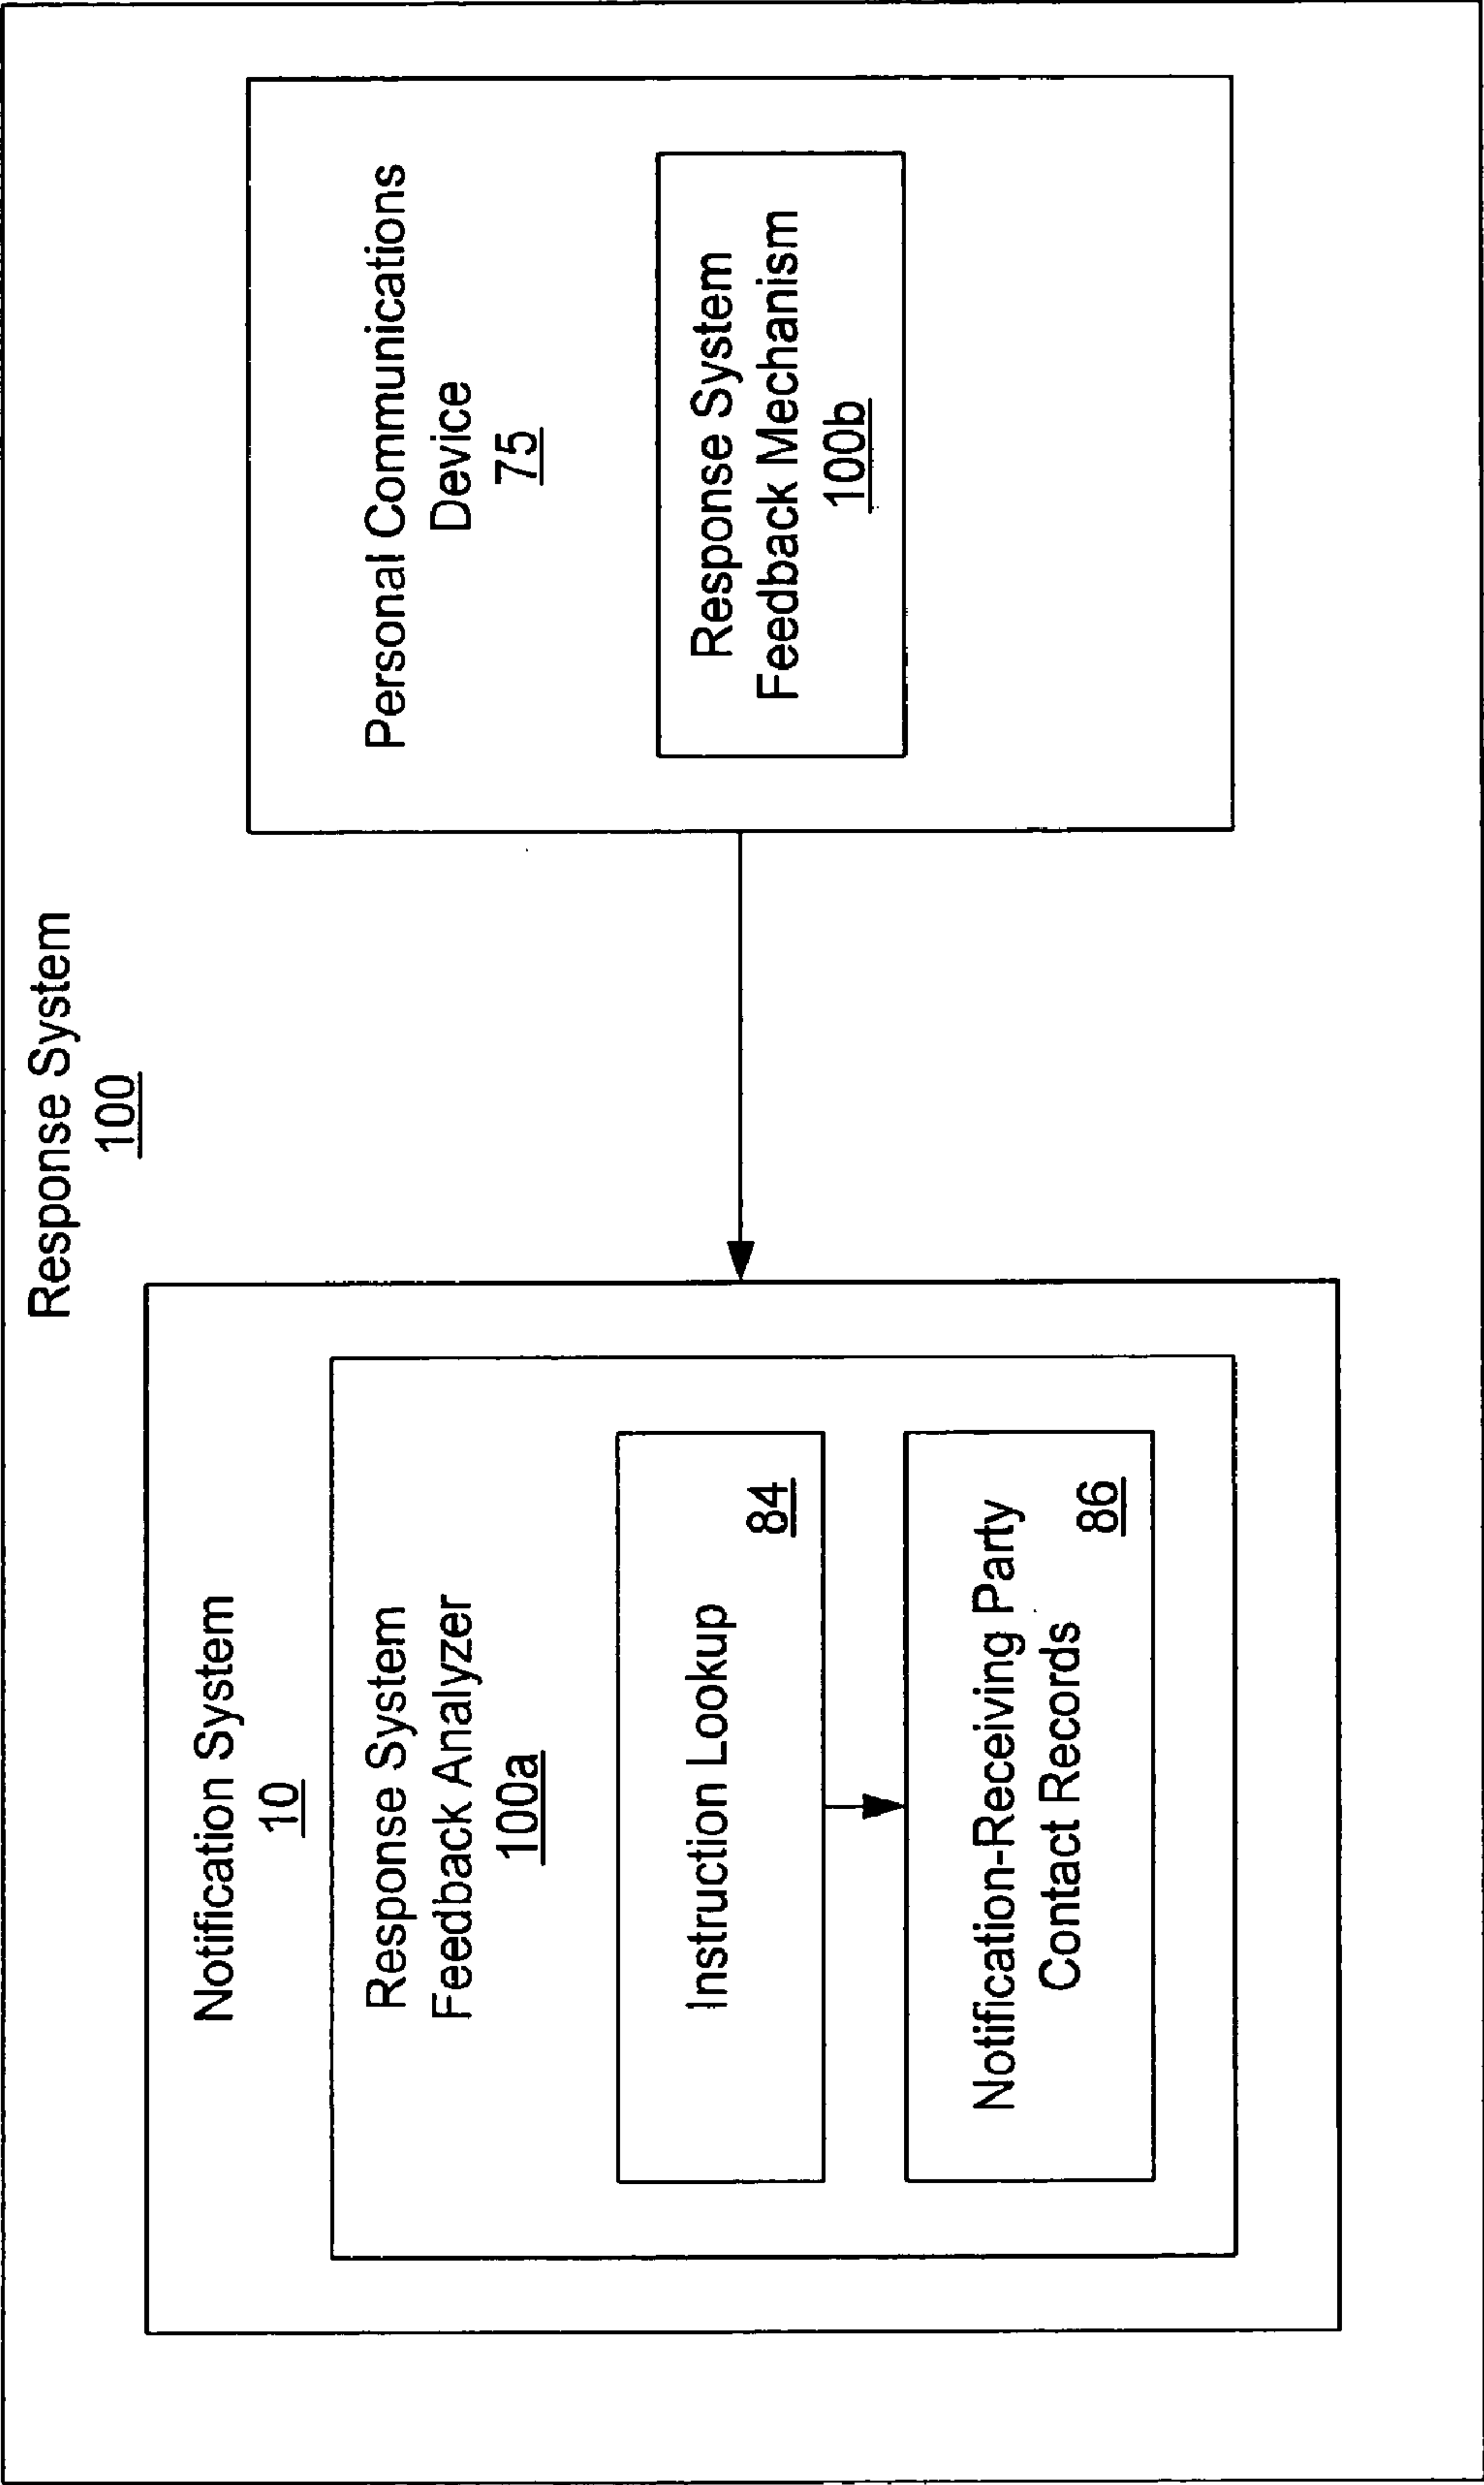 Response System
100
Notification System
10
Response System
Feedback Analyzer
100a
Instruction Lookup
84
Notification-Receiving Party
Contact Records
86
Personal Communications
Device
75
Response System
Feedback Mechanism
100b